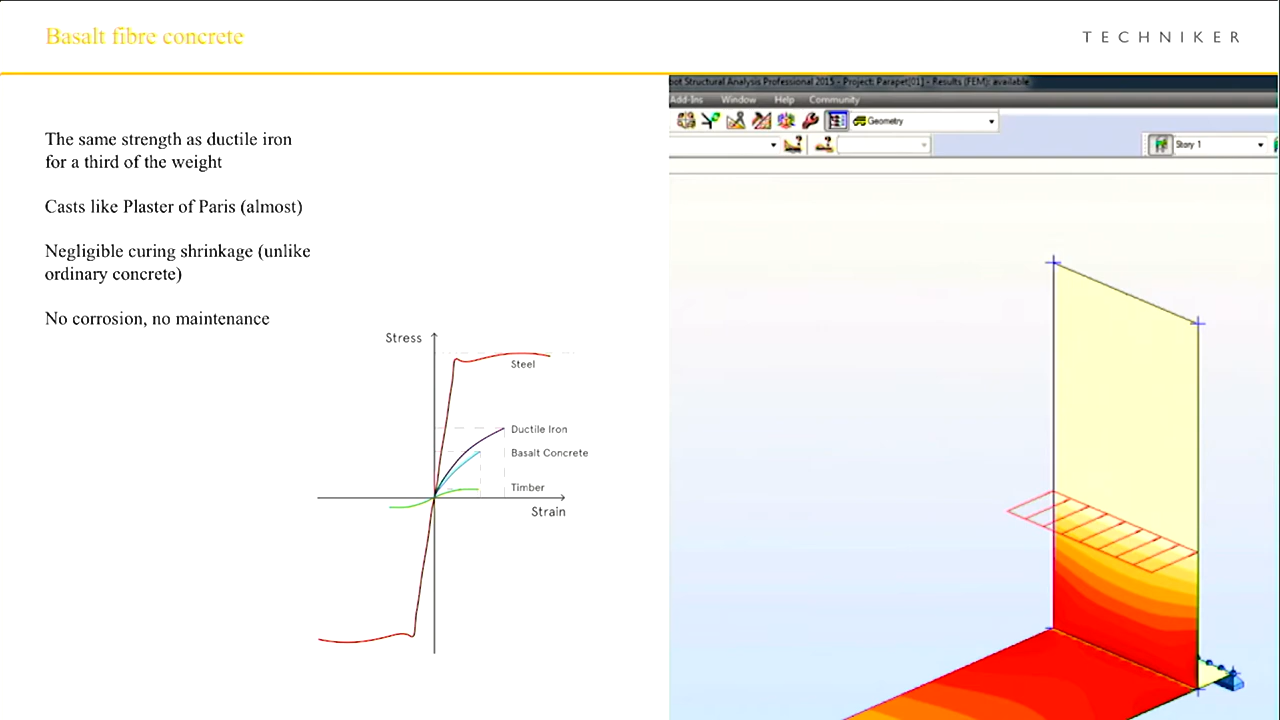 Basalt fibre concrete
TECHNIKER
The same strength as ductile iron
for a third of the weight
Casts like Plaster of Paris (almost)
Negligible curing shrinkage (unlike
ordinary concrete)
No corrosion, no maintenance
Stress
Steel
Ductile Iron
Basalt Concrete
Timber
Strain
Structural Analysis Professional 2015 - Project: Parapet[01] - Results (FEM): available
Add-Ins Window Help Community
Geometry
Story 1